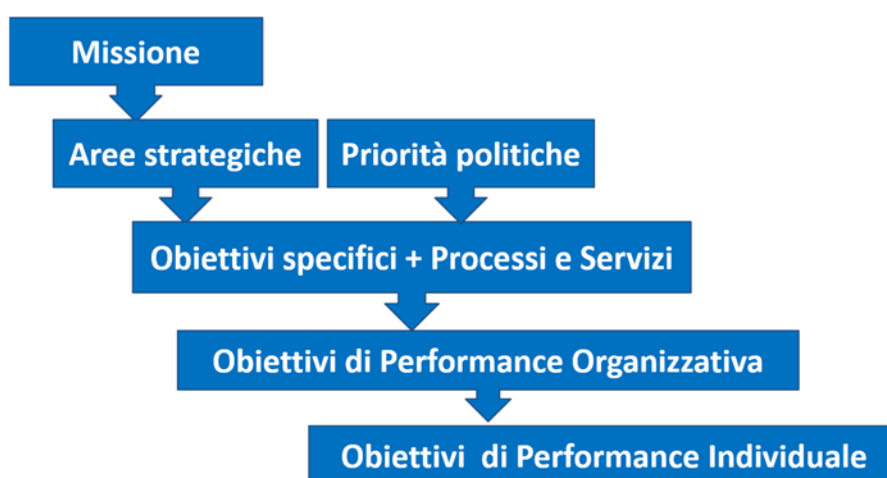 Missione
Aree strategiche
Priorità politiche
Obiettivi specifici + Processi e Servizi
Obiettivi di Performance Organizzativa
Obiettivi di Performance Individuale